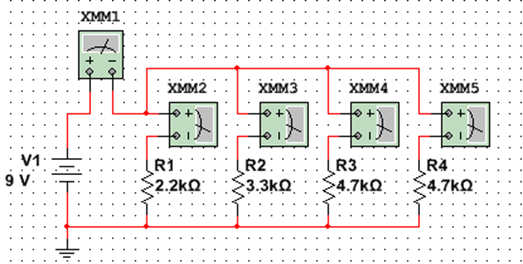 XMM1
XMM2 XMM3 XMM4 XMM5
V1
9 V
R1 R2 R3 R4
2.2kΩ 3.3kΩ 4.7kΩ 4.7kΩ